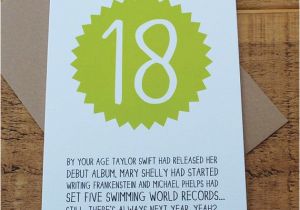 18
BY YOUR AGE TAYLOR SWIFT HAD RELEASED HER
DEBUT ALBUM, MARY SHELLY HAD STARTED
WRITING FRANKENSTEIN AND MICHAEL PHELPS HAD
SET FIVE SWIMMING WORLD RECORDS...
STILL, THERE'S ALWAYS NEXT YEAR, YEAH?